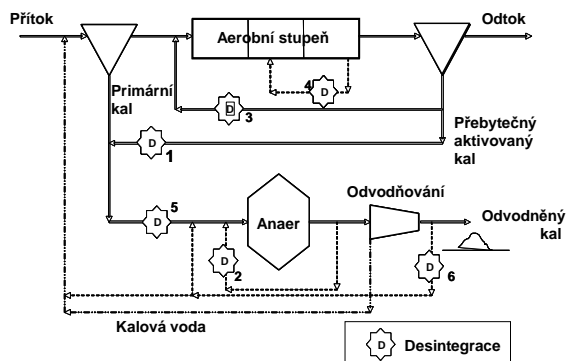 Přítok
Aerobní stupeň
Odtok
Primární
kal
4
D
D
3
Přebytečný
aktivovaný
kal
D
1
D
5
Anaer
Odvodňování
Odvodněný
kal
D
2
D
6
Kalová voda
D
Desintegrace